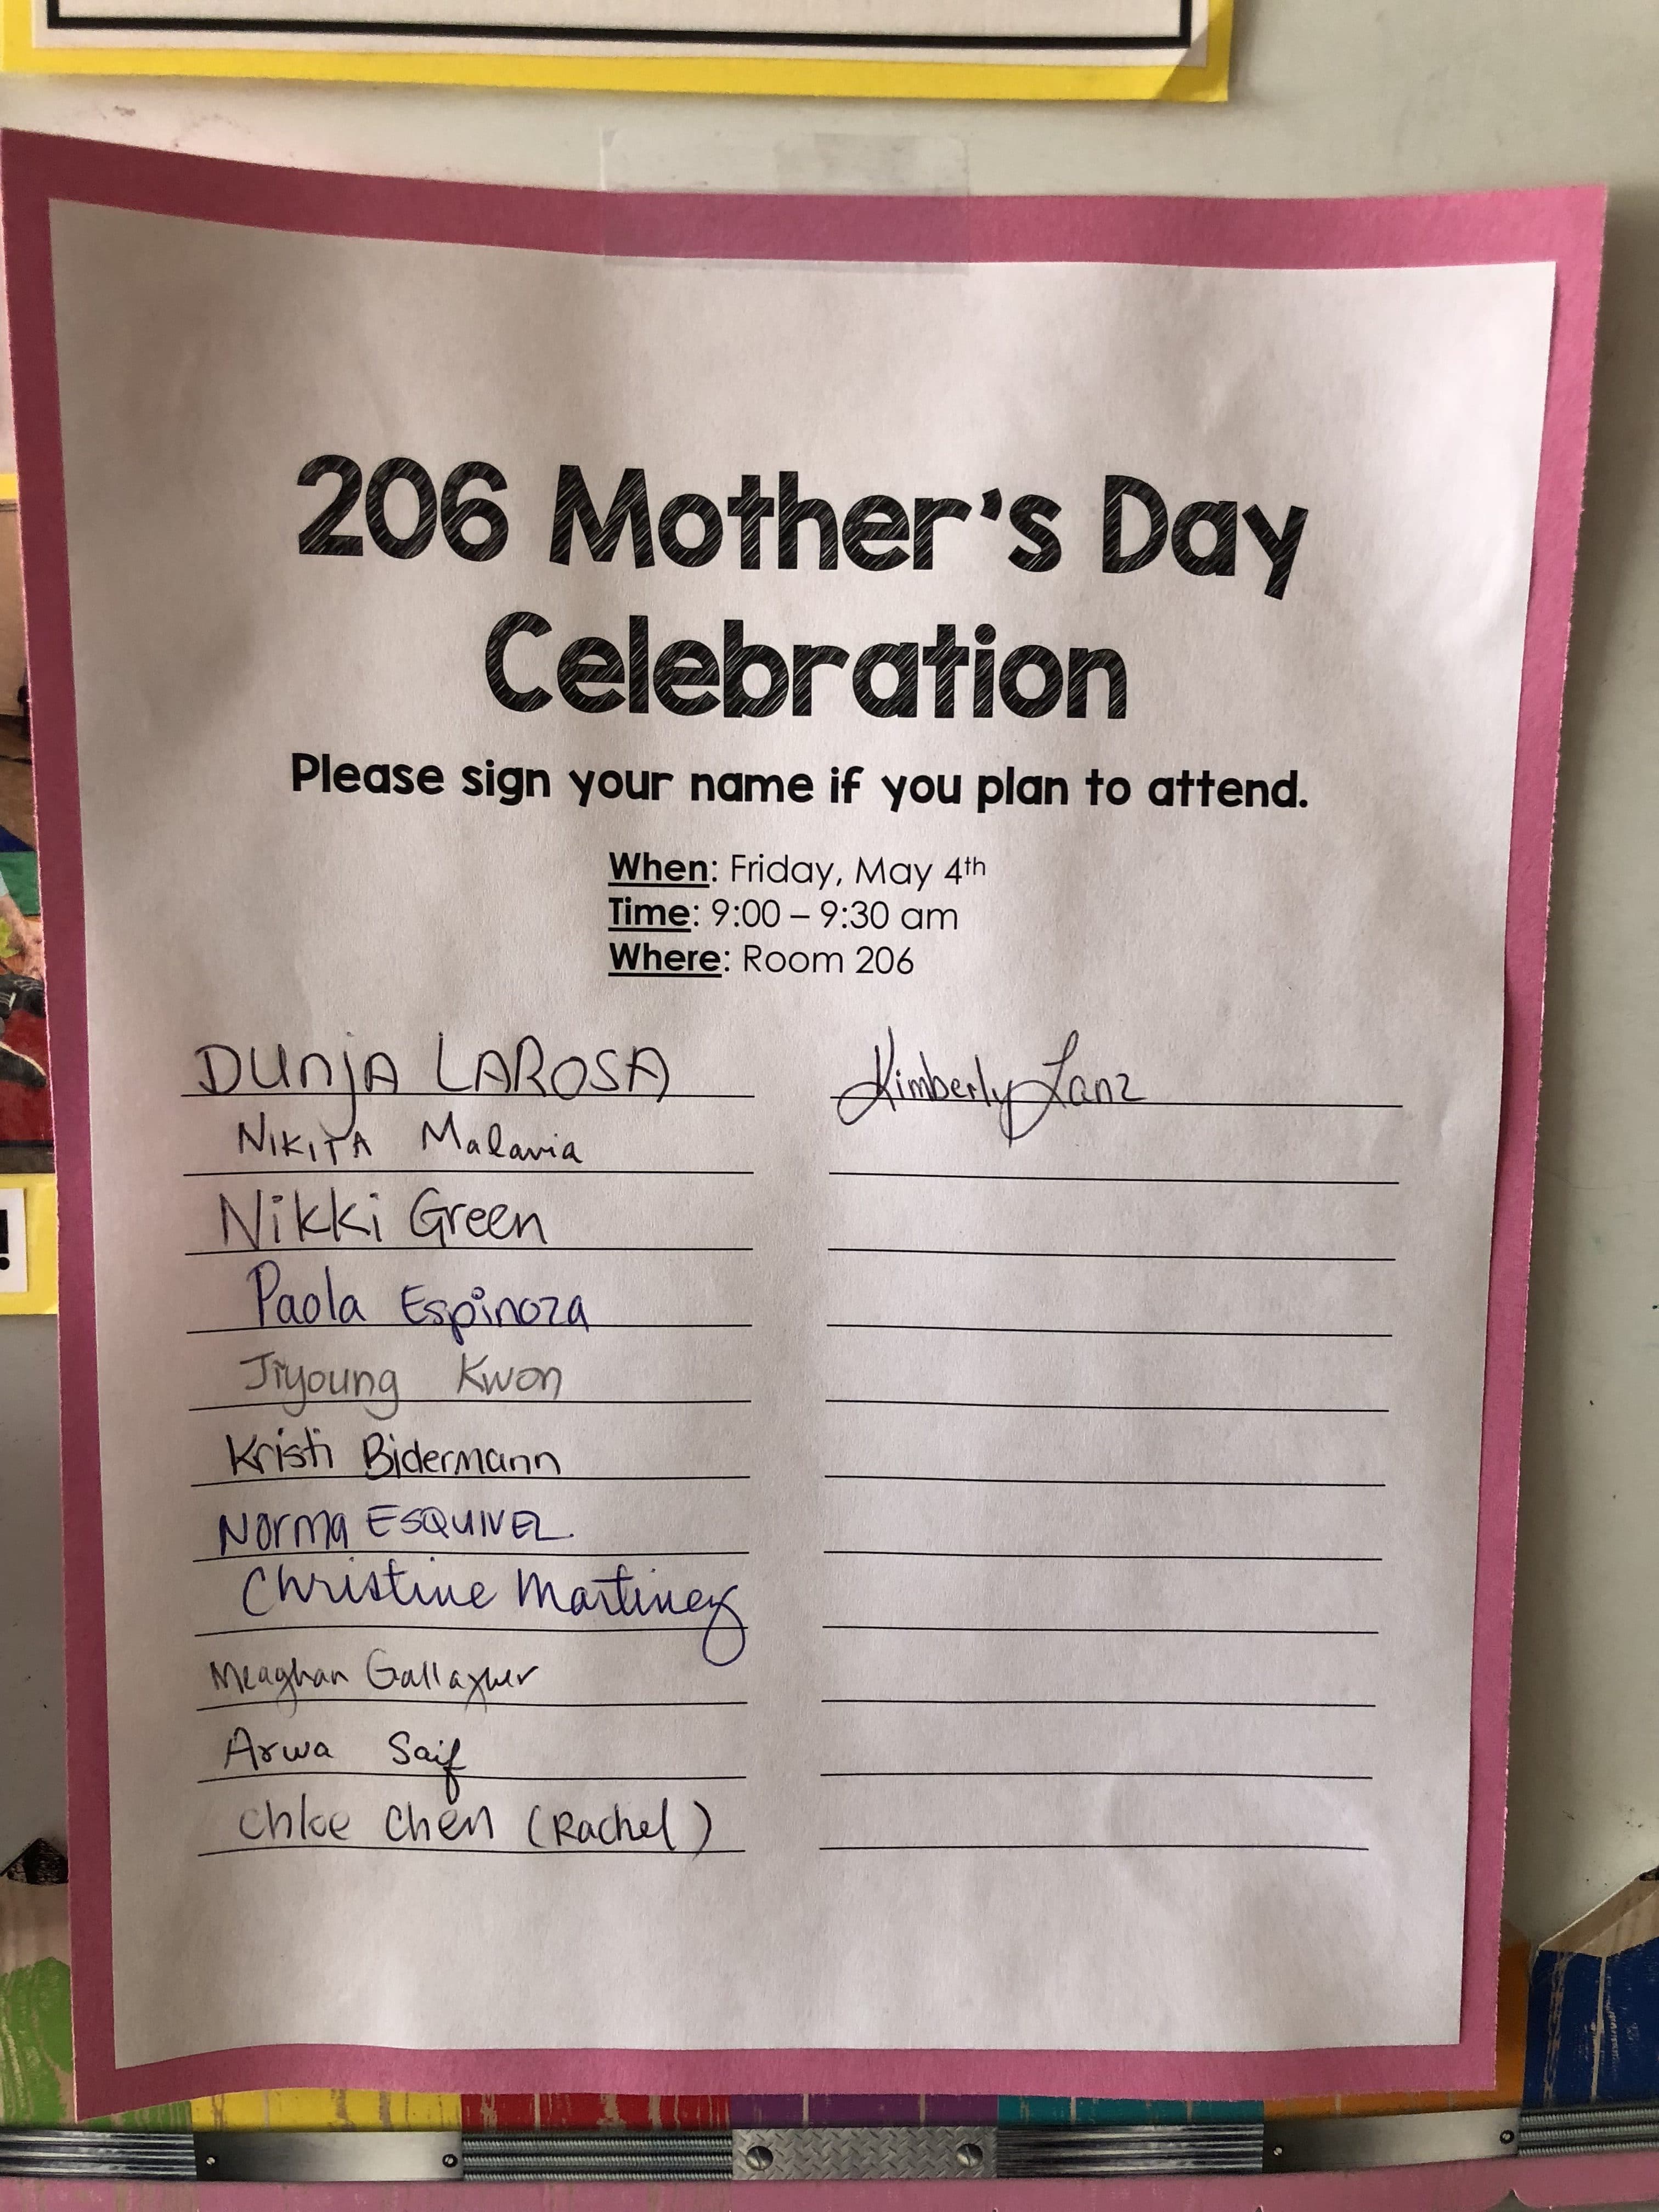 206 Mother's Day
Celebration
Please sign your name if you plan to attend.
When: Friday, May 4th
Time: 9:00 – 9:30 am
Where: Room 206
DUnjA LAROSA
NIKITA Malavia
Nikki Green
Paola Espinoza
Jiyoung Kwon
Kristi Bidermann
Norma ESQUIVEL.
Christine Martinez
Meaghan Gallagher
Arwa Saif
Chloe Chen (Rachel)
Kimberly Lanz
!